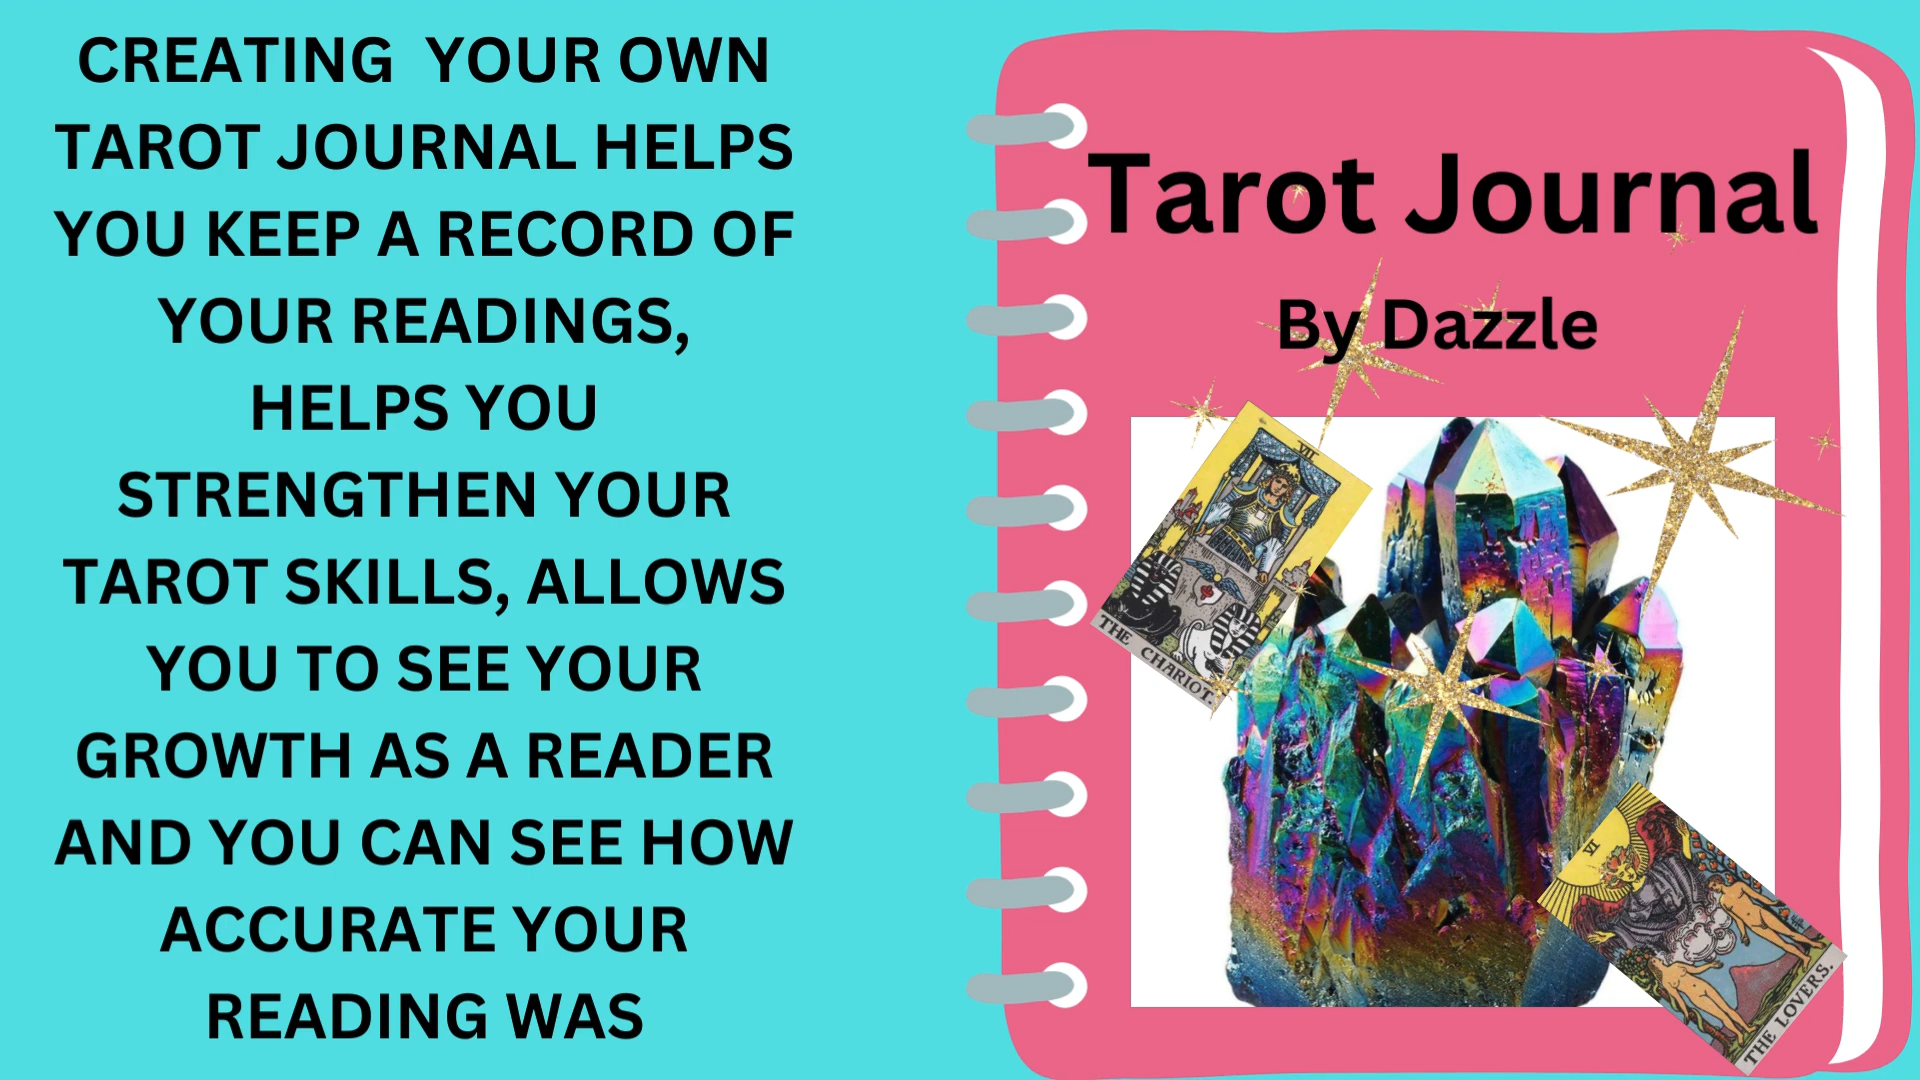 CREATING  YOUR OWN
TAROT JOURNAL HELPS
YOU KEEP A RECORD OF
YOUR READINGS,
HELPS YOU
STRENGTHEN YOUR
TAROT SKILLS, ALLOWS
YOU TO SEE YOUR
GROWTH AS A READER
AND YOU CAN SEE HOW
ACCURATE YOUR
READING WAS
Tarot Journal
By Dazzle
VII
THE CHARIOT.
VI
THE LOVERS.